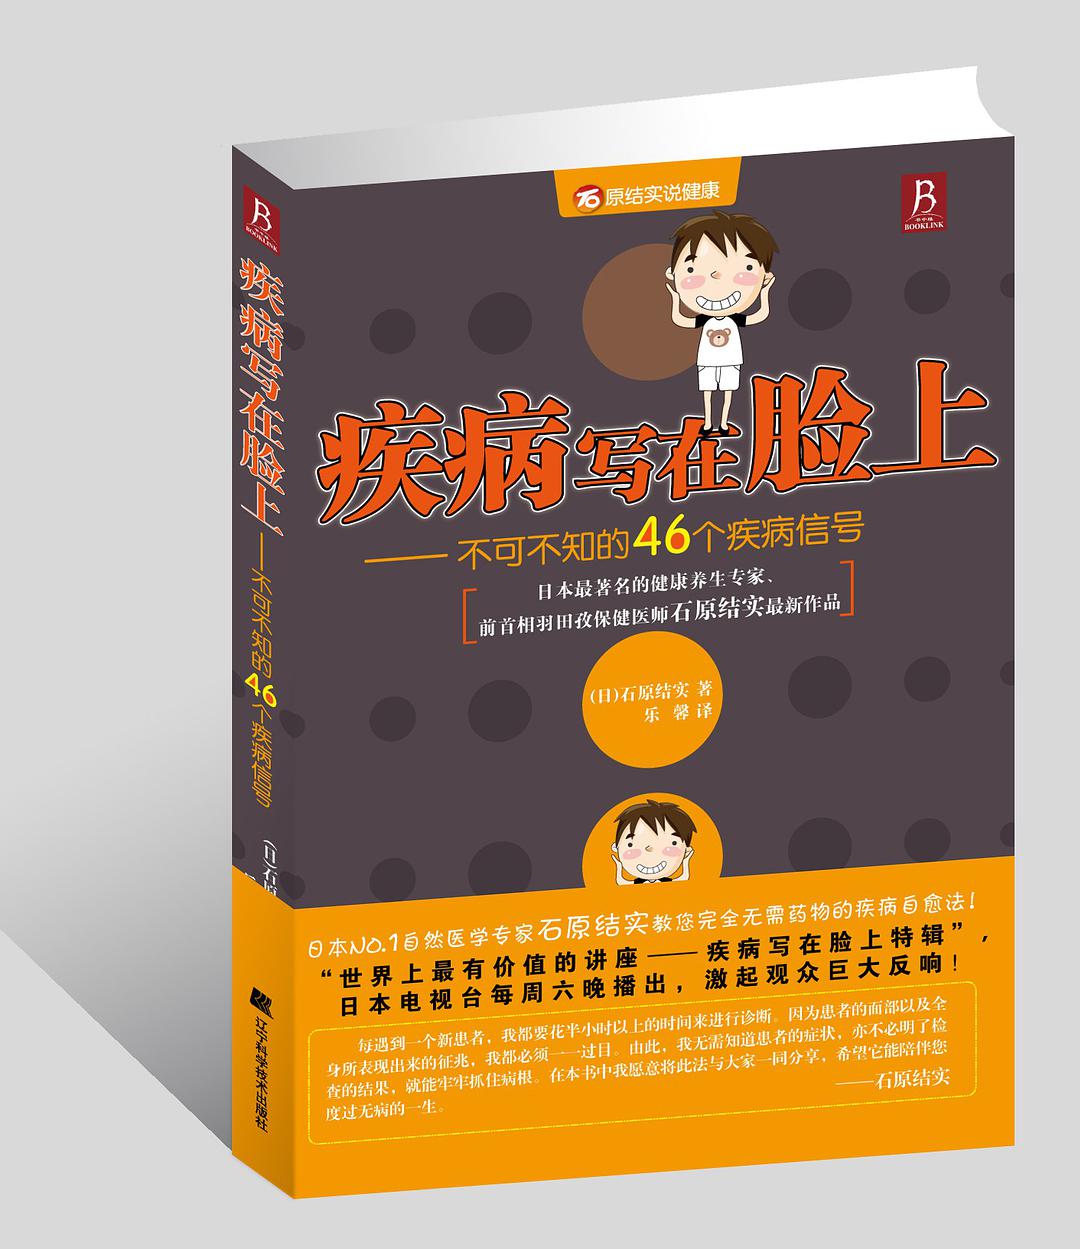 原结实说健康
B
书中缘
BOOKLINK
疾病写在脸上
——不可不知的46个疾病信号
日本最著名的健康养生专家、
前首相羽田孜保健医师石原结实最新作品
(日)石原结实 著
乐 馨 译
日本NO.1自然医学专家石原结实教您完全无需药物的疾病自愈法!
“世界上最有价值的讲座——疾病写在脸上特辑”,
日本电视台每周六晚播出,激起观众巨大反响!
每遇到一个新患者,我都要花半小时以上的时间来进行诊断。因为患者的面部以及全
身所表现出来的征兆,我都必须一一过目。由此,我无需知道患者的症状,亦不必明了检
查的结果,就能牢牢抓住病根。在本书中我愿意将此法与大家一同分享,希望它能陪伴您
度过无病的一生。
——石原结实
B
BOOKLINK
疾病写在脸上——不可不知的46个疾病信号
(日)石原
辽宁科学技术出版社